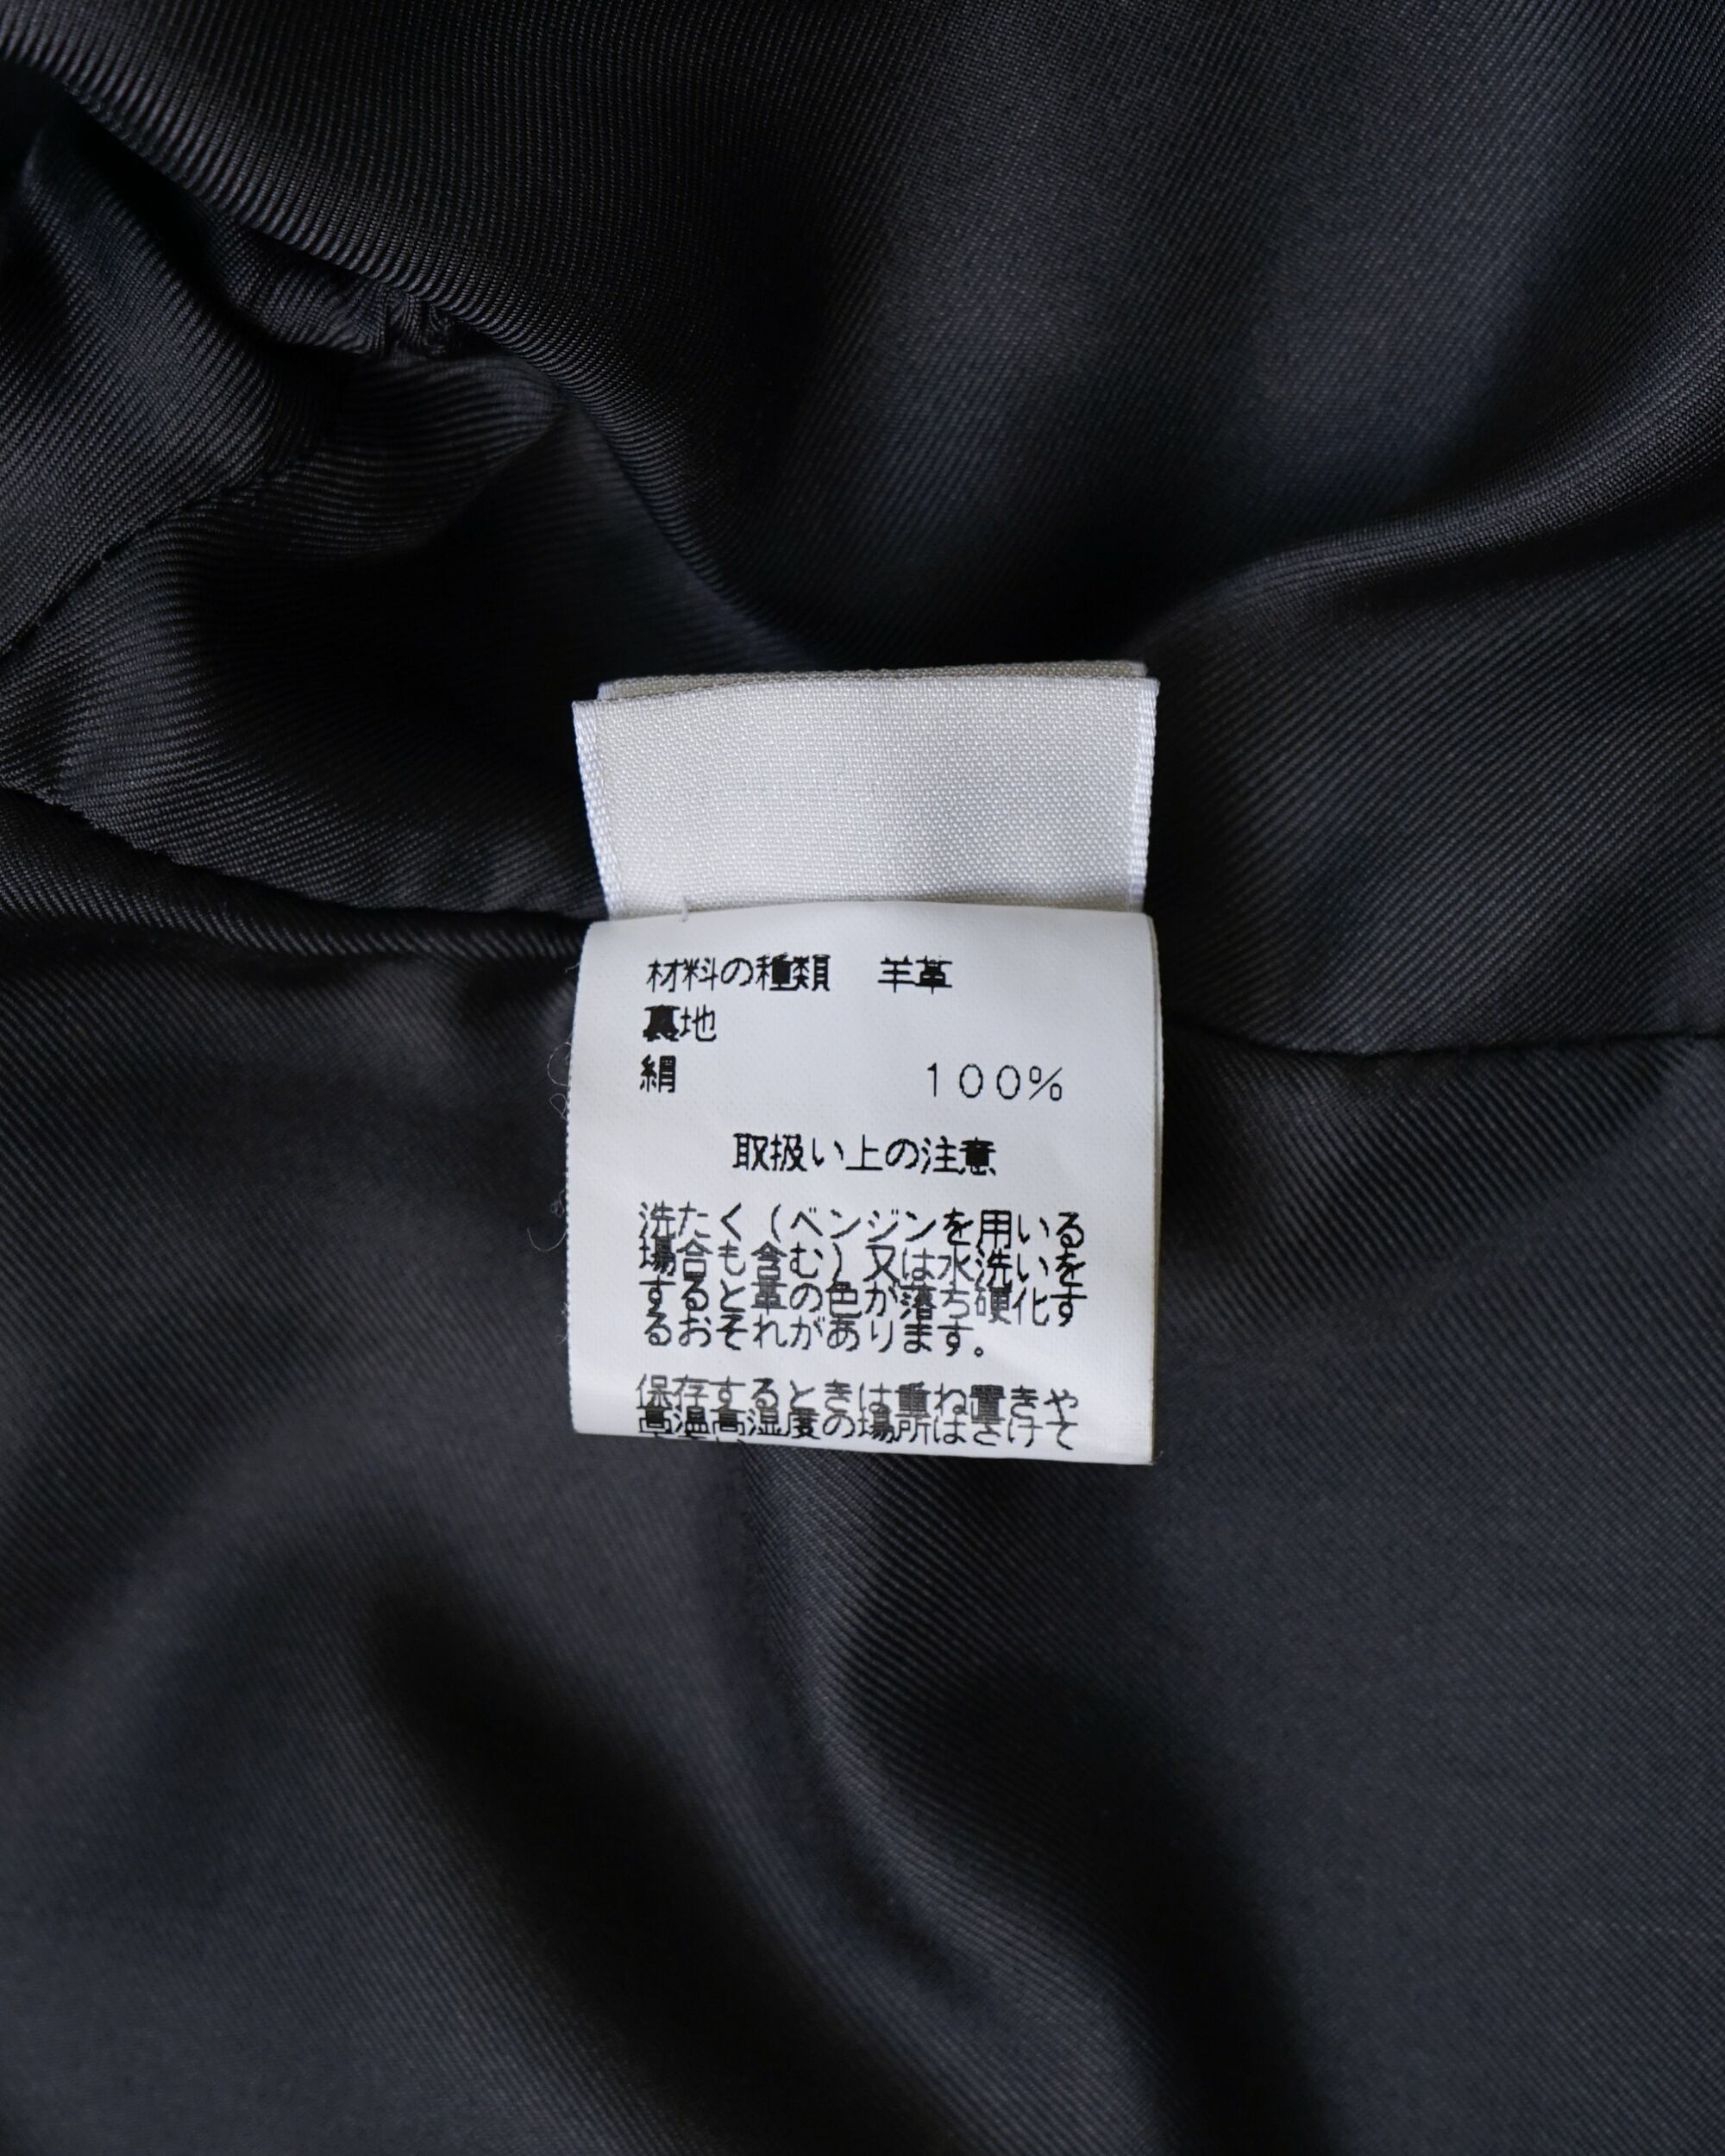 材料の種類　羊革
裏地
絹　100%
取扱い上の注意
洗たく（ベンジンを用いる
場合も含む）又は水洗いを
すると革の色が落ち硬化す
るおそれがあります。
保存するときは重ね置きや
高温高湿度の場所はさけて